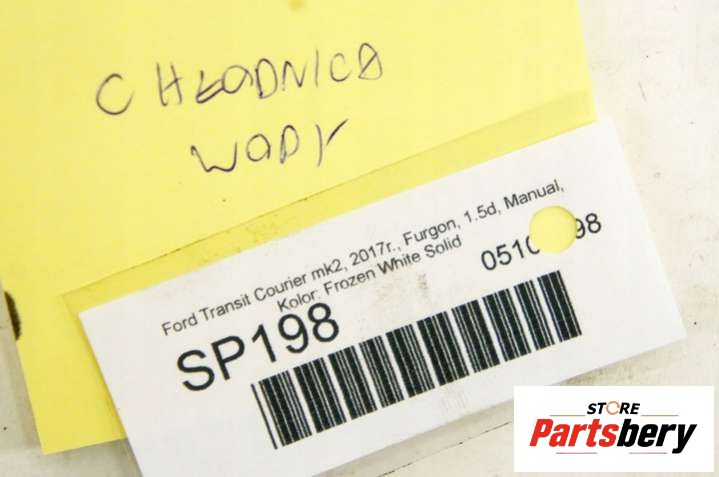 CHŁODNICA
WODY
Ford Transit Courier mk2, 2017r., Furgon, 1.5d, Manual,
Kolor: Frozen White Solid
SP198
STORE
Partsbery